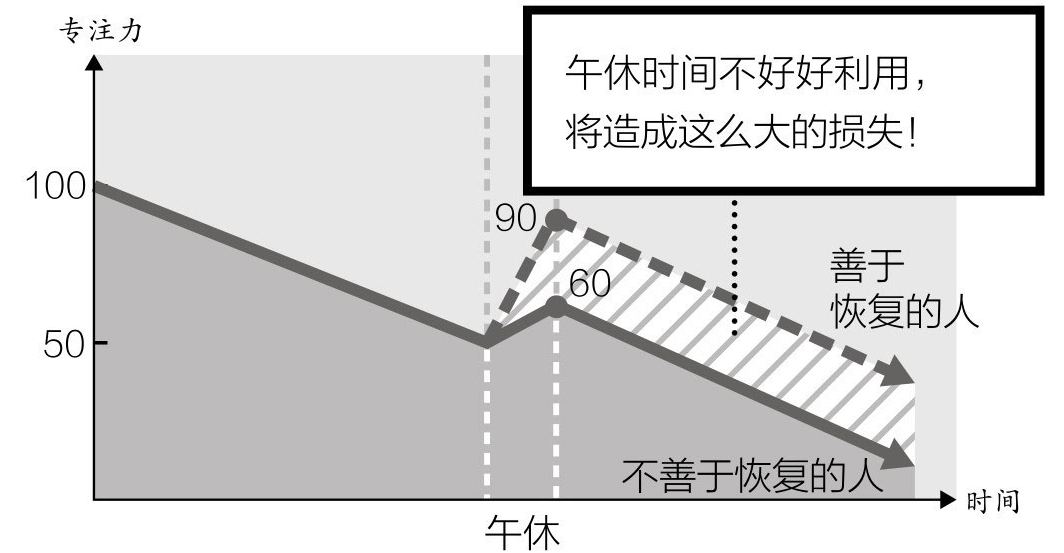 专注力
午休时间不好好利用，
将造成这么大的损失！
100
90
60
善于
恢复的人
50
不善于恢复的人
时间
午休